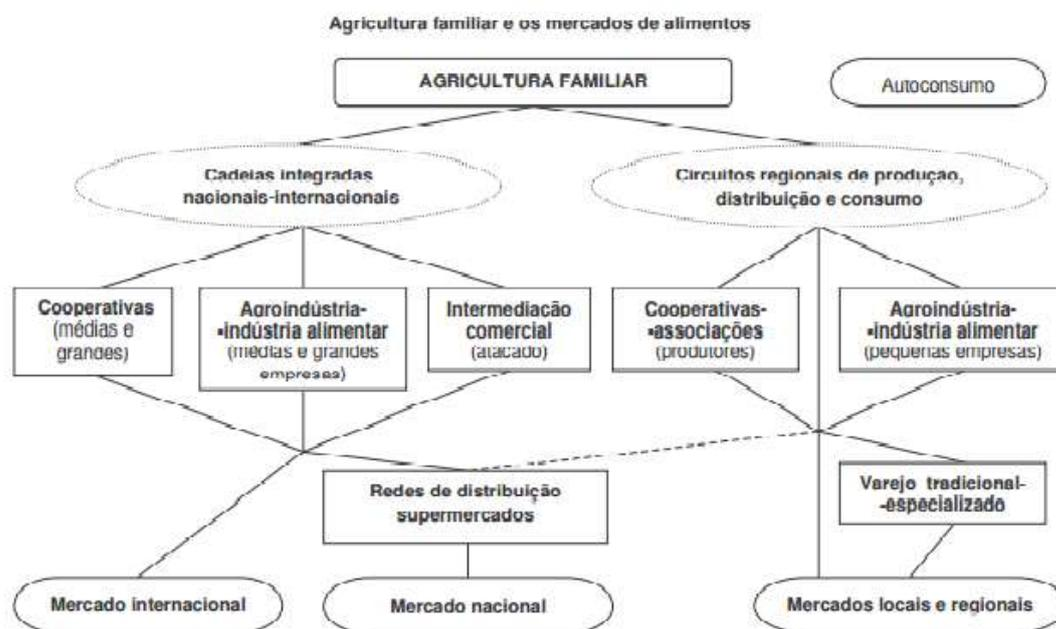 Agricultura familiar e os mercados de alimentos
AGRICULTURA FAMILIAR
Autoconsumo
Cadeias integradas
nacionais-internacionais
Circuitos regionais de produção,
distribuição e consumo
Cooperativas
(médias e
grandes)
Agroindústria-
-indústria alimentar
(médias e grandes
empresas)
Intermediação
comercial
(atacado)
Cooperativas-
-associações
(produtores)
Agroindústria-
-indústria alimentar
(pequenas empresas)
Redes de distribuição
supermercados
Varejo tradicional-
-especializado
Mercado internacional
Mercado nacional
Mercados locais e regionais